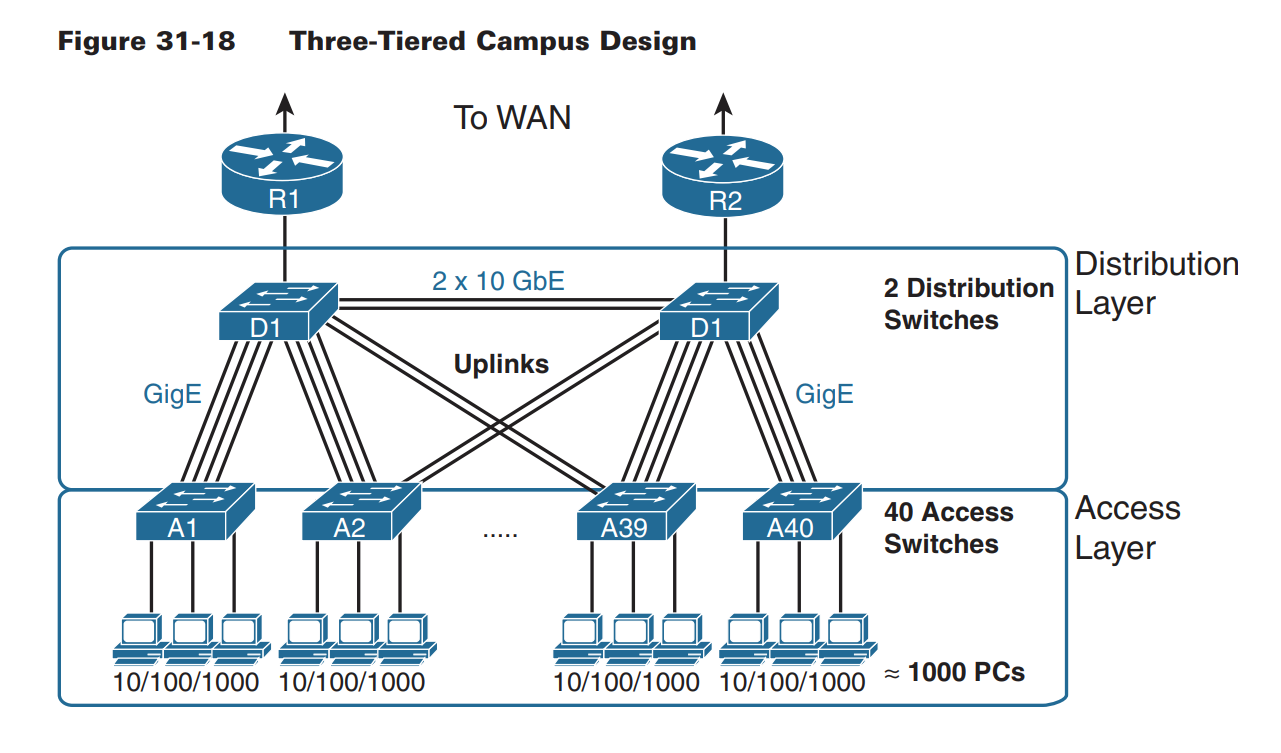 Figure 31-18 Three-Tiered Campus Design
To WAN
R1
R2
Distribution
Layer
2 x 10 GbE
2 Distribution
Switches
D1
D1
Uplinks
GigE
GigE
Access
Layer
40 Access
Switches
A1
A2
.....
A39
A40
10/100/1000
10/100/1000
10/100/1000
10/100/1000
≈ 1000 PCs